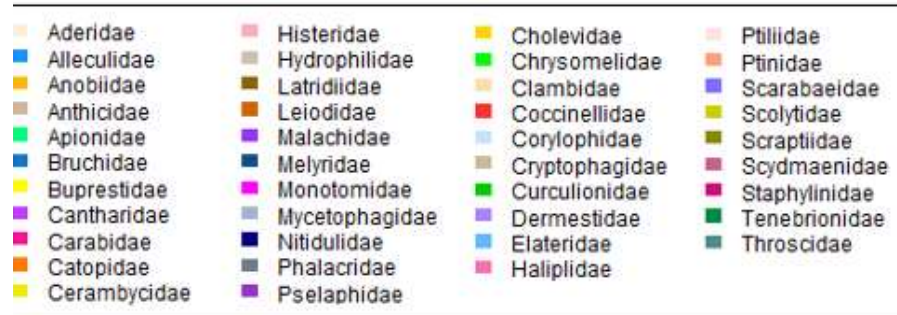 Aderidae
Alleculidae
Anobiidae
Anthicidae
Apionidae
Bruchidae
Buprestidae
Cantharidae
Carabidae
Catopidae
Cerambycidae
Histeridae
Hydrophilidae
Latridiidae
Leiodidae
Malachidae
Melyridae
Monotomidae
Mycetophagidae
Nitidulidae
Phalacridae
Pselaphidae
Cholevidae
Chrysomelidae
Clambidae
Coccinellidae
Corylophidae
Cryptophagidae
Curculionidae
Dermestidae
Elateridae
Haliplidae
Ptiliidae
Ptinidae
Scarabaeidae
Scolytidae
Scraptiidae
Scydmaenidae
Staphylinidae
Tenebrionidae
Throscidae